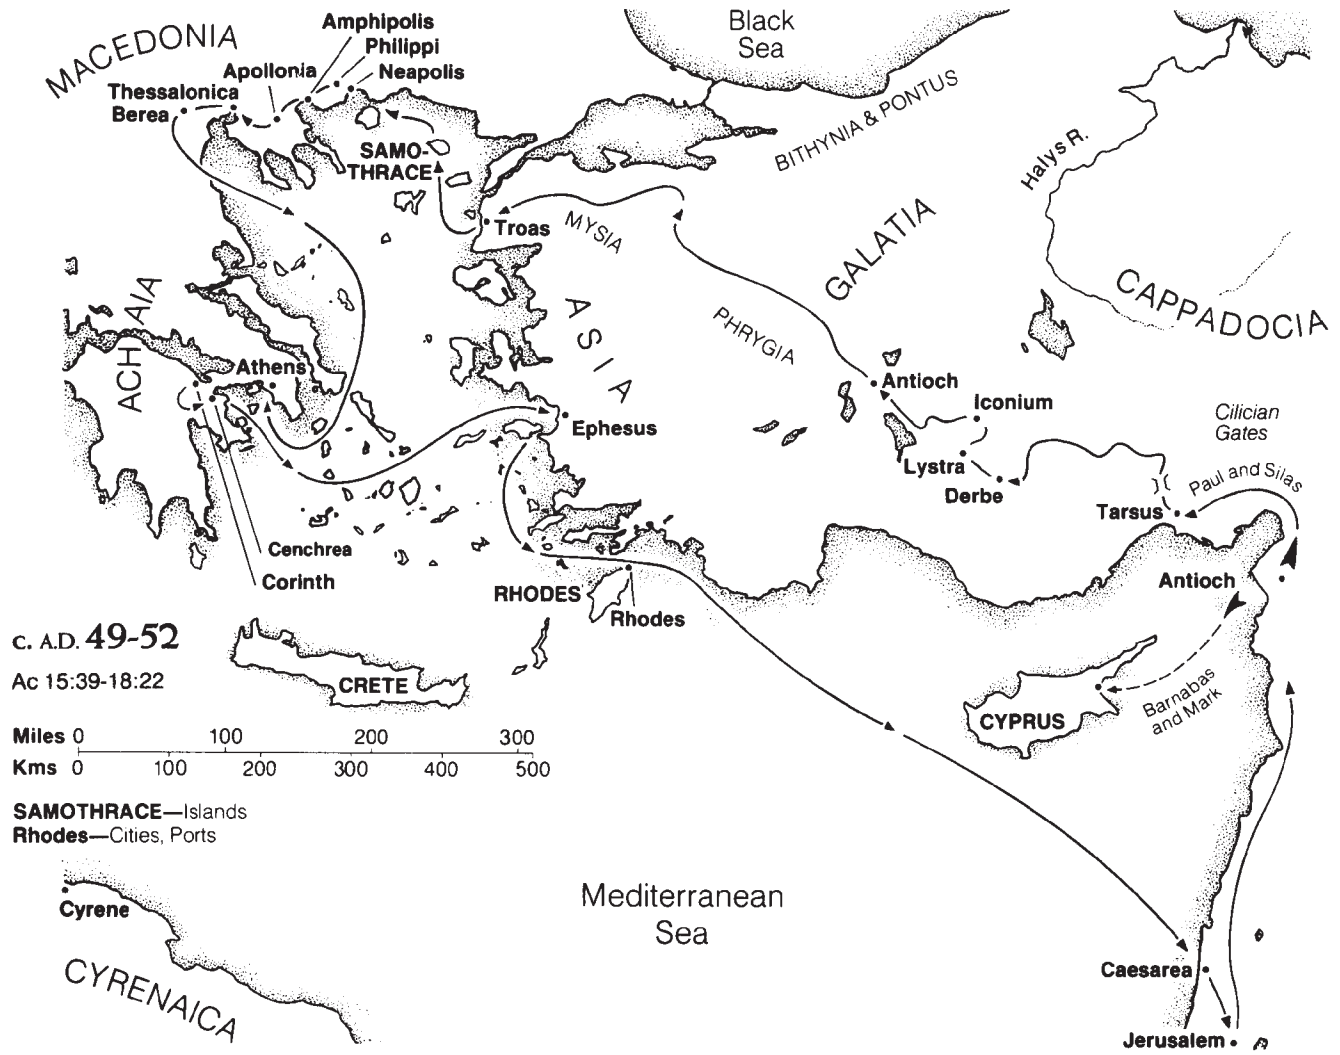 MACEDONIA
Amphipolis
Philippi
Apollonia
Neapolis
Thessalonica
Berea
SAMO-
THRACE
Black
Sea
BITHYNIA & PONTUS
Halys R.
Troas
MYSIA
GALATIA
CAPPADOCIA
ACHAIA
ASIA
PHRYGIA
Athens
Ephesus
Antioch
Iconium
Lystra
Derbe
Cilician
Gates
Paul and Silas
Tarsus
Cenchrea
Corinth
Antioch
RHODES
Rhodes
c. A.D. 49-52
Ac 15:39-18:22
CRETE
CYPRUS
Barnabas
and Mark
Miles 0 100 200 300
Kms 0 100 200 300 400 500
SAMOTHRACE—Islands
Rhodes—Cities, Ports
Cyrene
CYRENAICA
Mediterranean
Sea
Caesarea
Jerusalem